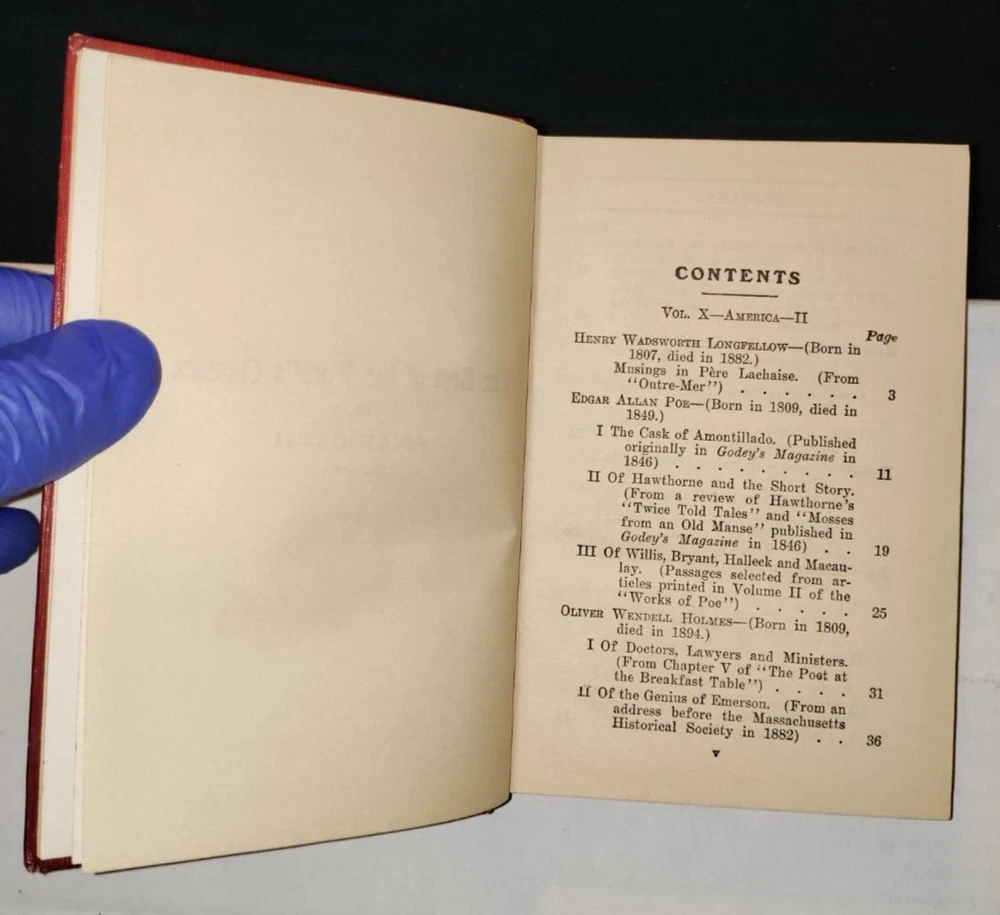 CONTENTS
VOL. X—AMERICA—II
Page
HENRY WADSWORTH LONGFELLOW—(Born in
1807, died in 1882.)
Musings in Père Lachaise. (From
"Outre-Mer") . . . . . . 3
EDGAR ALLAN POE—(Born in 1809, died in
1849.)
I The Cask of Amontillado. (Published
originally in Godey's Magazine in
1846) . . . . . . . . . 11
II Of Hawthorne and the Short Story.
(From a review of Hawthorne's
"Twice Told Tales" and "Mosses
from an Old Manse" published in
Godey's Magazine in 1846) . . 19
III Of Willis, Bryant, Halleck and Macau-
lay. (Passages selected from ar-
ticles printed in Volume II of the
"Works of Poe") . . . . . 25
OLIVER WENDELL HOLMES—(Born in 1809,
died in 1894.)
I Of Doctors, Lawyers and Ministers.
(From Chapter V of "The Poet at
the Breakfast Table") . . . . 31
II Of the Genius of Emerson. (From an
address before the Massachusetts
Historical Society in 1882) . . 36
v